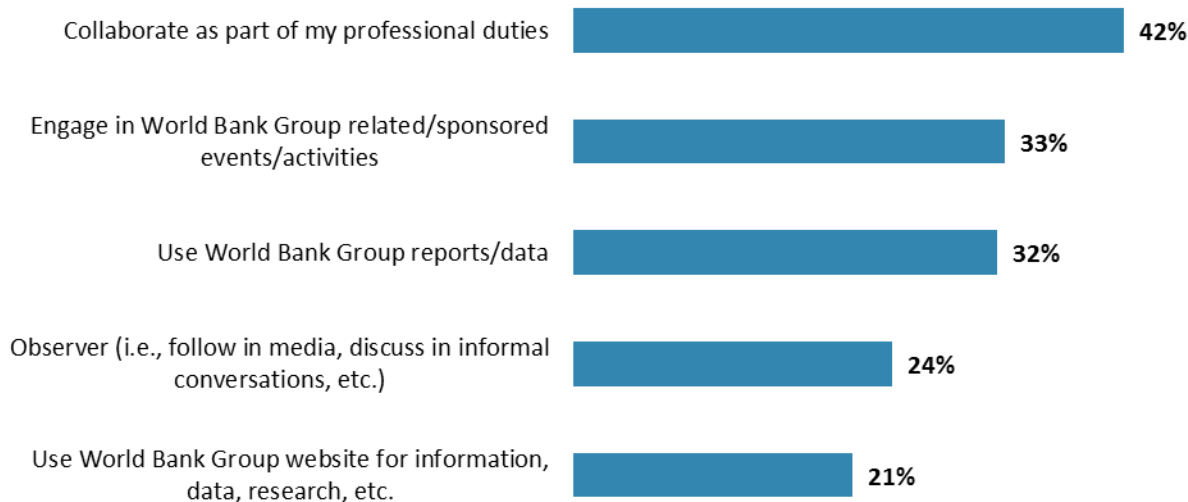 Collaborate as part of my professional duties
42%
Engage in World Bank Group related/sponsored
events/activities
33%
Use World Bank Group reports/data
32%
Observer (i.e., follow in media, discuss in informal
conversations, etc.)
24%
Use World Bank Group website for information,
data, research, etc.
21%